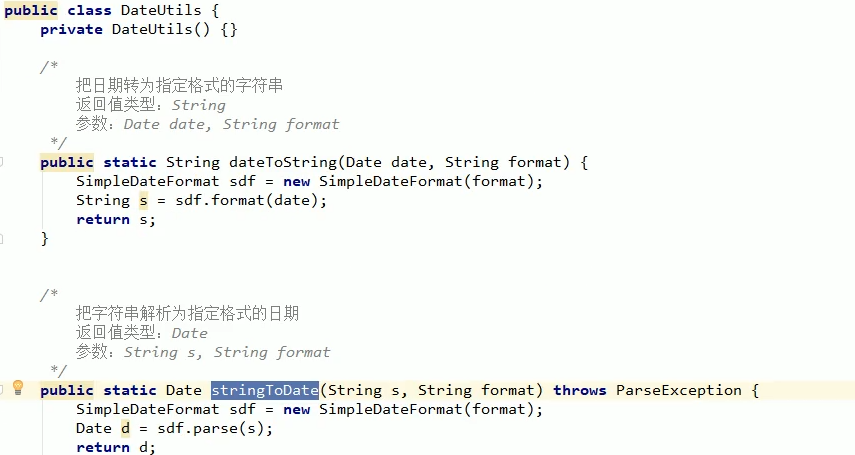 public class DateUtils {
private DateUtils() {}
/*
把日期转为指定格式的字符串
返回值类型：String
参数：Date date, String format
*/
public static String dateToString(Date date, String format) {
SimpleDateFormat sdf = new SimpleDateFormat(format);
String s = sdf.format(date);
return s;
}
/*
把字符串解析为指定格式的日期
返回值类型：Date
参数：String s, String format
*/
public static Date stringToDate(String s, String format) throws ParseException {
SimpleDateFormat sdf = new SimpleDateFormat(format);
Date d = sdf.parse(s);
return d;